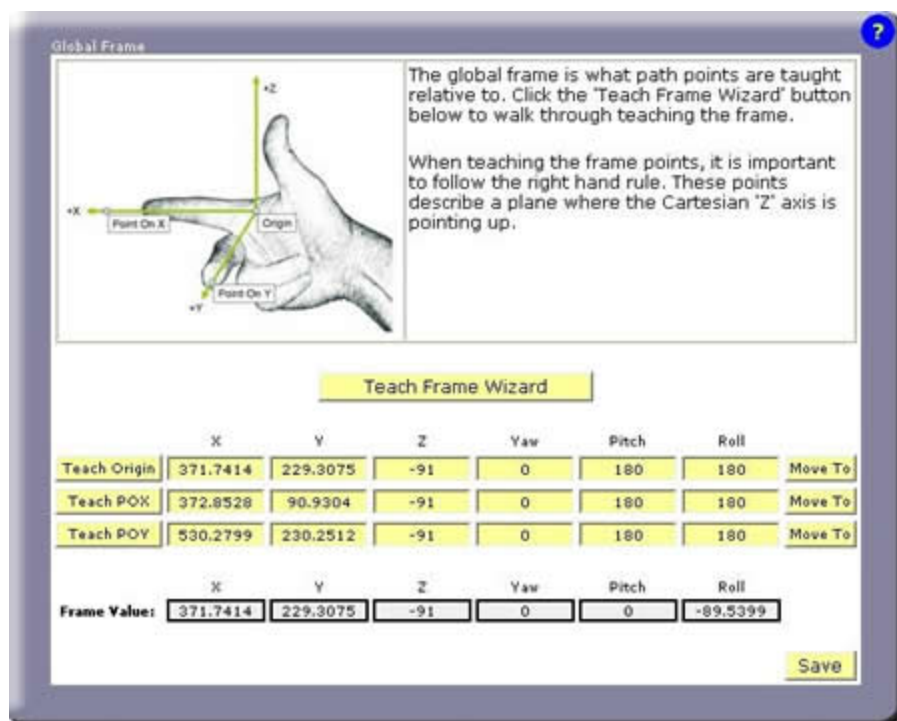 ?
Global Frame
The global frame is what path points are taught
relative to. Click the 'Teach Frame Wizard' button
below to walk through teaching the frame.
When teaching the frame points, it is important
to follow the right hand rule. These points
describe a plane where the Cartesian 'Z' axis is
pointing up.
+Z
+X
Point On X
Origin
Point On Y
+Y
Teach Frame Wizard
X Y Z Yaw Pitch Roll
Teach Origin 371.7414 229.3075 -91 0 180 180 Move To
Teach POX 372.8528 90.9304 -91 0 180 180 Move To
Teach POY 530.2799 230.2512 -91 0 180 180 Move To
X Y Z Yaw Pitch Roll
Frame Value: 371.7414 229.3075 -91 0 0 -89.5399
Save